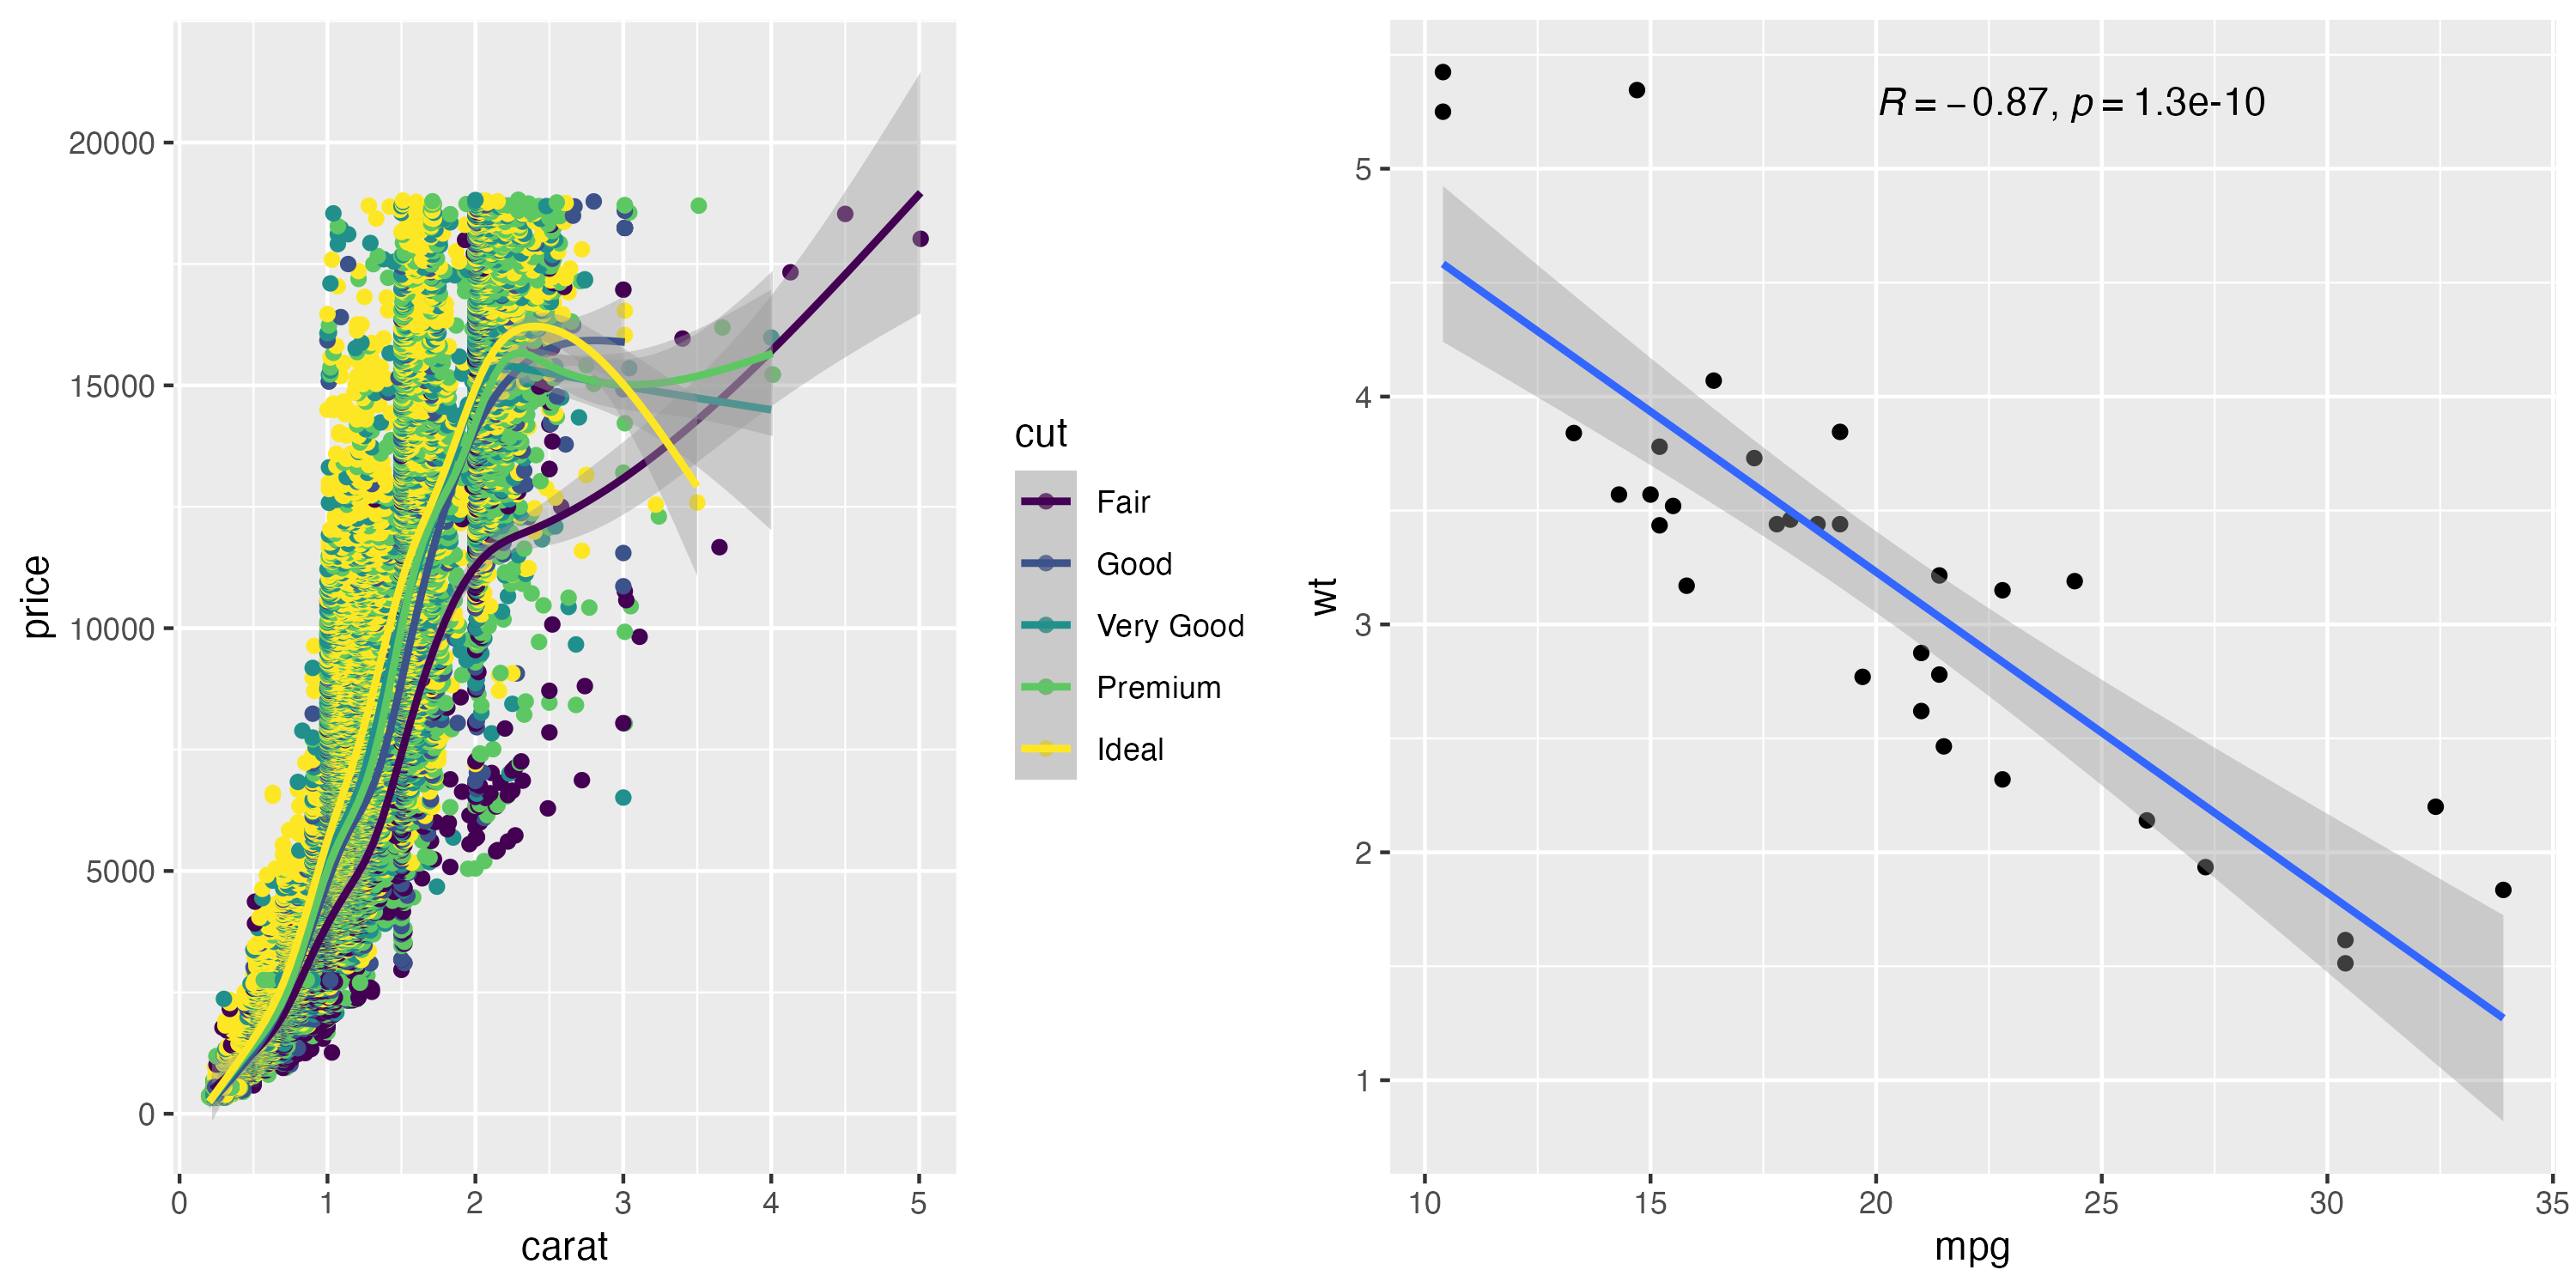 price
20000
15000
10000
5000
0
0 1 2 3 4 5
carat
cut
Fair
Good
Very Good
Premium
Ideal
R = −0.87, p = 1.3e-10
wt
5
4
3
2
1
10 15 20 25 30 35
mpg